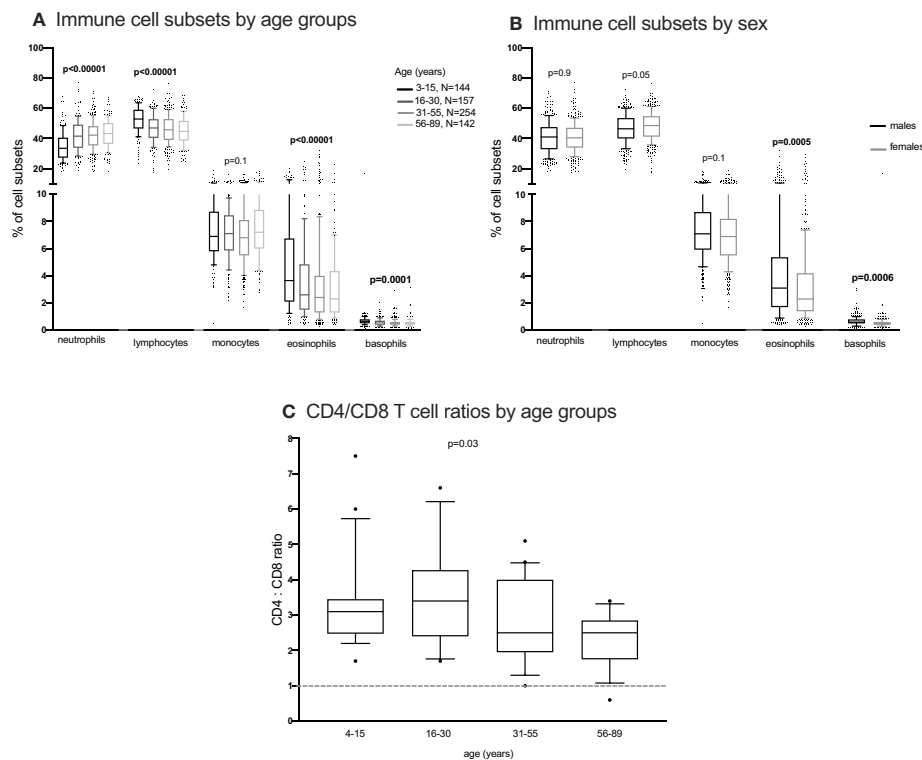 A Immune cell subsets by age groups
% of cell subsets
100
80
60
40
20
10
8
6
4
2
0
p<0.00001
p<0.00001
p=0.1
p<0.00001
p=0.0001
Age (years)
3-15, N=144
16-30, N=157
31-55, N=254
56-89, N=142
neutrophils
lymphocytes
monocytes
eosinophils
basophils
B Immune cell subsets by sex
% of cell subsets
100
80
60
40
20
10
8
6
4
2
0
p=0.9
p=0.05
p=0.1
p=0.0005
p=0.0006
males
females
neutrophils
lymphocytes
monocytes
eosinophils
basophils
C CD4/CD8 T cell ratios by age groups
CD4 : CD8 ratio
8
7
6
5
4
3
2
1
0
p=0.03
4-15
16-30
31-55
56-89
age (years)